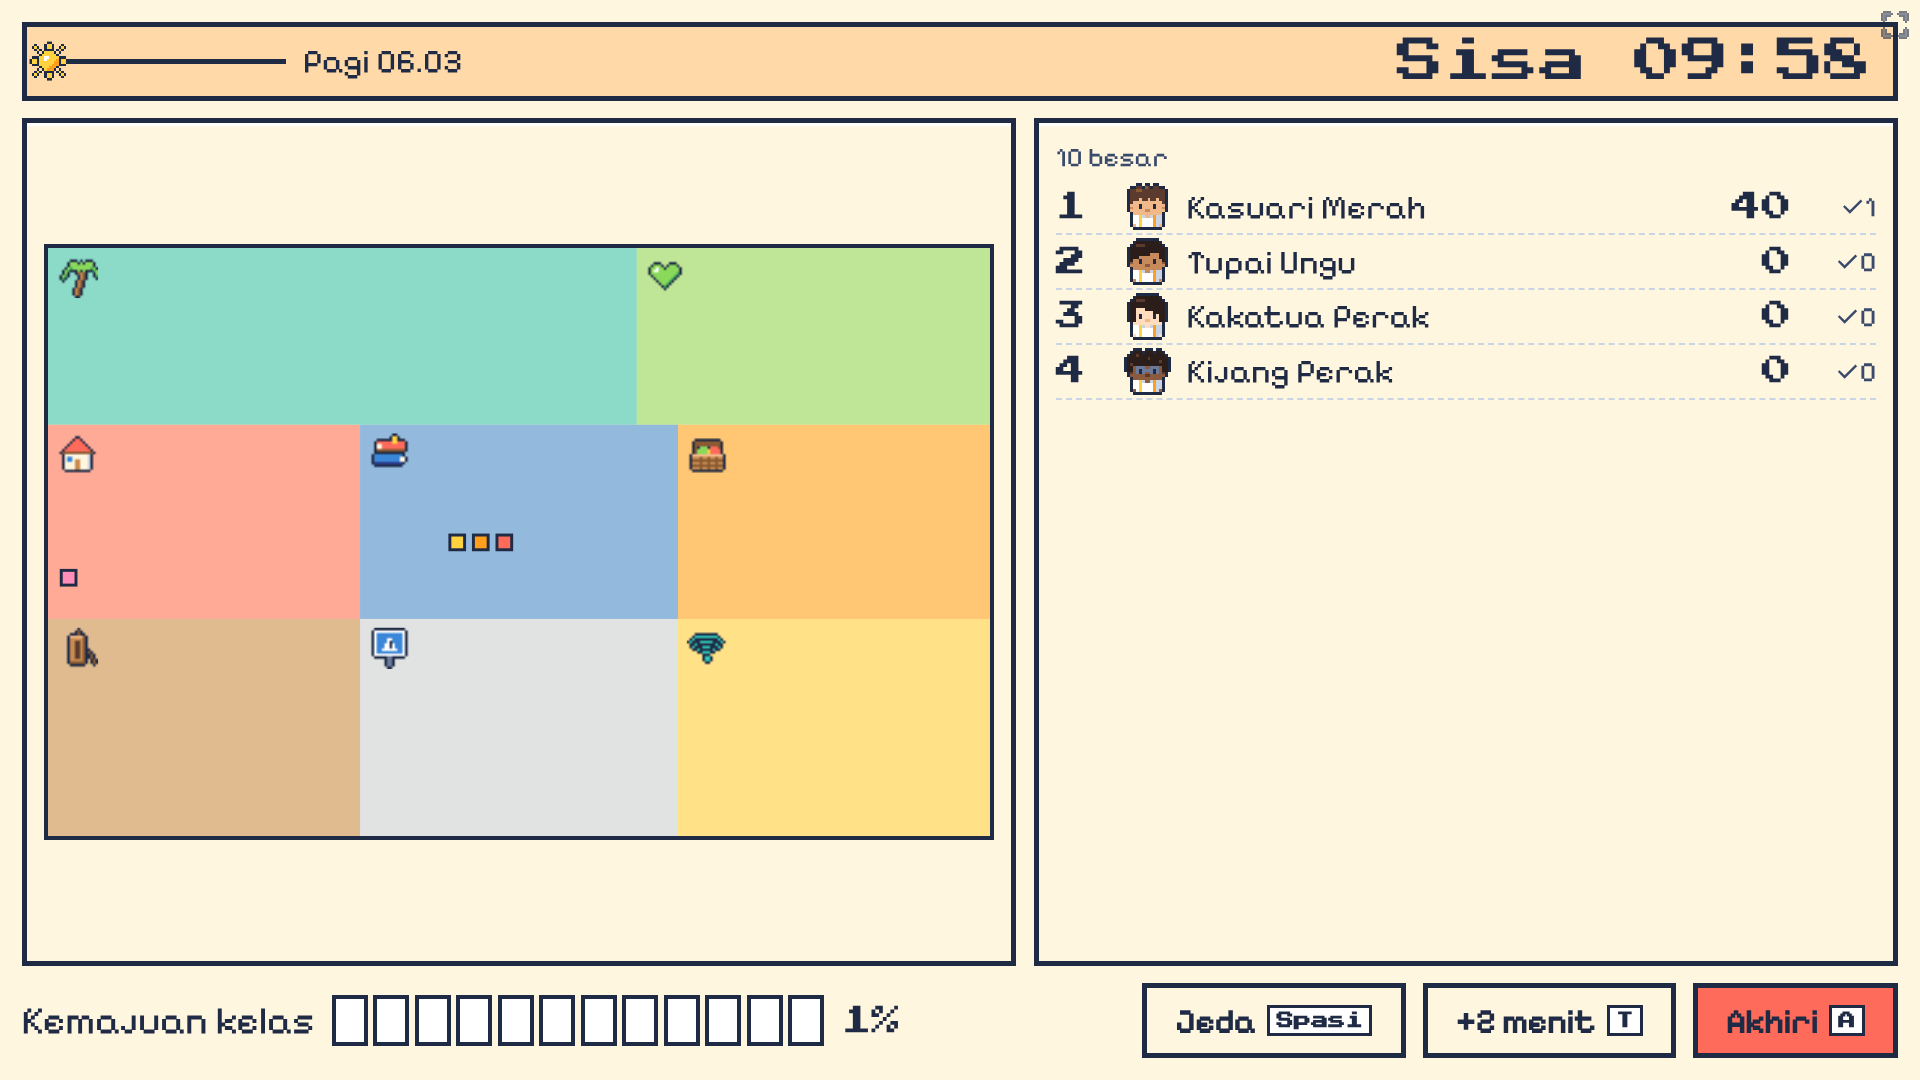 Pagi 06.03
Sisa 09:58
10 besar
1 Kasuari Merah 40 ✓1
2 Tupai Ungu 0 ✓0
3 Kakatua Perak 0 ✓0
4 Kijang Perak 0 ✓0
Kemajuan kelas 1%
Jeda Spasi
+2 menit T
Akhiri A